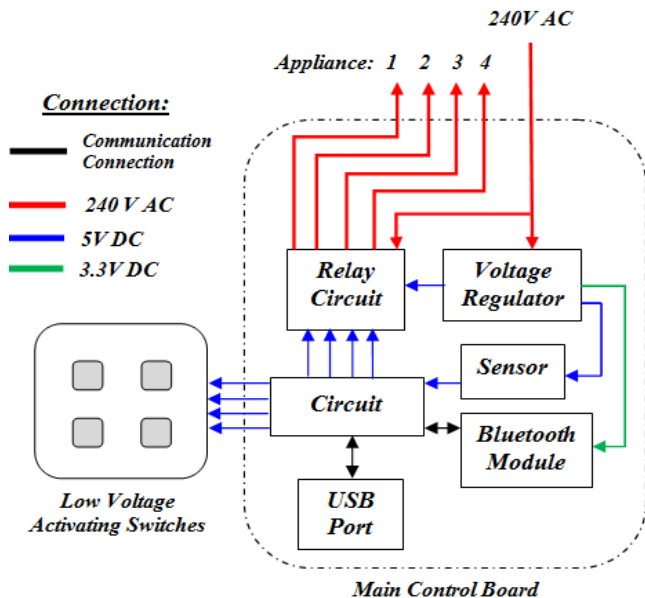 240V AC
Appliance: 1 2 3 4
Connection:
Communication
Connection
240 V AC
5V DC
3.3V DC
Relay
Circuit
Voltage
Regulator
Sensor
Circuit
Bluetooth
Module
USB
Port
Low Voltage
Activating Switches
Main Control Board